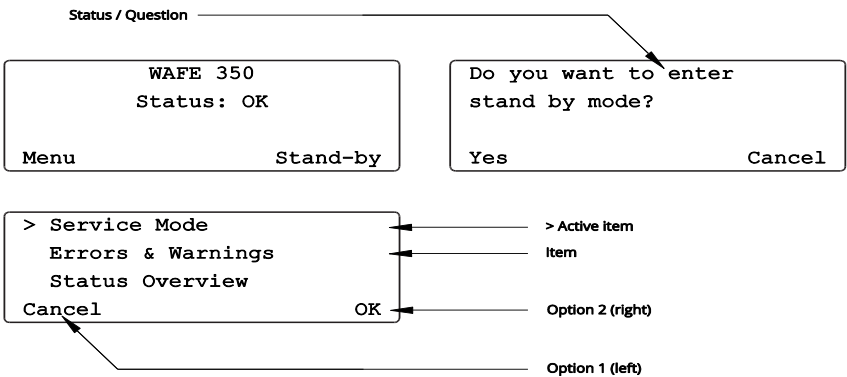 Status / Question
WAFE 350
Status: OK
Menu Stand-by
Do you want to enter
stand by mode?
Yes Cancel
> Service Mode
Errors & Warnings
Status Overview
Cancel OK
> Active item
Item
Option 2 (right)
Option 1 (left)